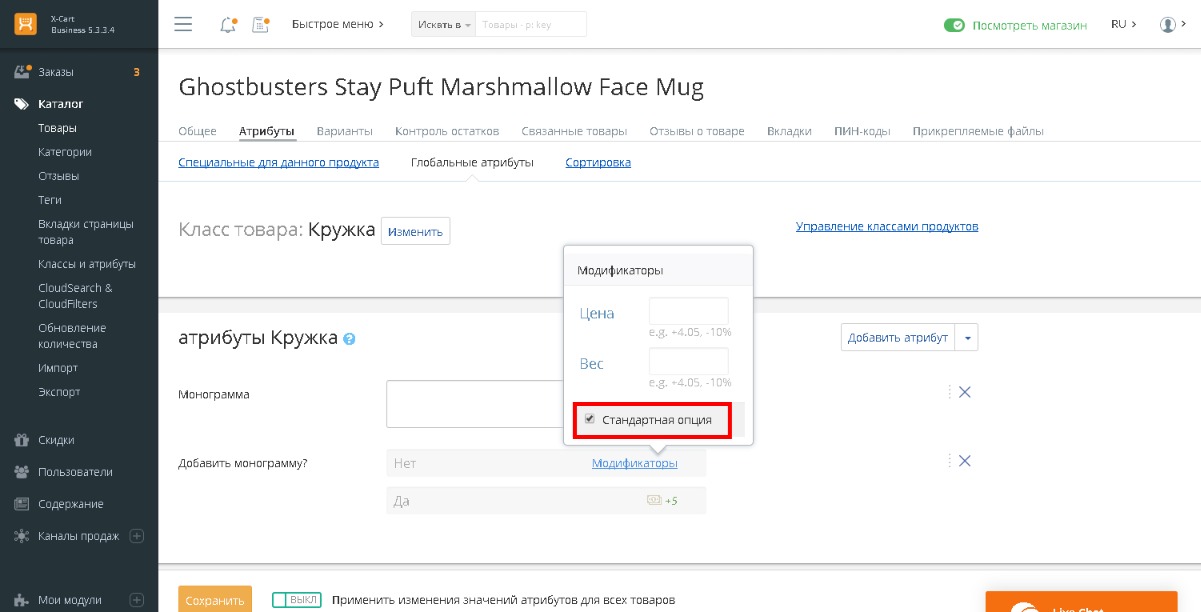 X-Cart
Business 5.3.3.4
Быстрое меню
Искать в
Товары - pr key
Посмотреть магазин
RU
Заказы 3
Каталог
Товары
Категории
Отзывы
Теги
Вкладки страницы
товара
Классы и атрибуты
CloudSearch &
CloudFilters
Обновление
количества
Импорт
Экспорт
Скидки
Пользователи
Содержание
Каналы продаж
Мои модули
Ghostbusters Stay Puft Marshmallow Face Mug
Общее Атрибуты Варианты Контроль остатков Связанные товары Отзывы о товаре Вкладки ПИН-коды Прикрепляемые файлы
Специальные для данного продукта Глобальные атрибуты Сортировка
Класс товара: Кружка Изменить
Управление классами продуктов
Модификаторы
Цена
e.g. +4.05, -10%
Вес
e.g. +4.05, -10%
Стандартная опция
атрибуты Кружка ?
Добавить атрибут
Монограмма
Добавить монограмму? Нет Модификаторы
Да +5
Сохранить ВЫКЛ Применить изменения значений атрибутов для всех товаров
Live Chat